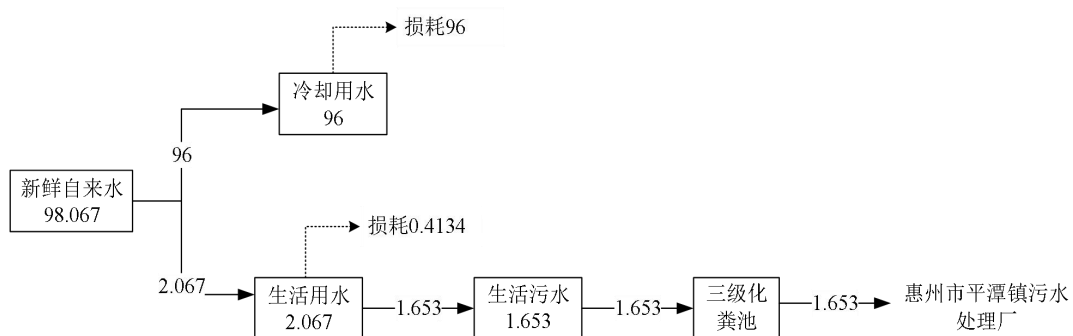 损耗96
冷却用水
96
96
新鲜自来水
98.067
损耗0.4134
2.067
生活用水
2.067
1.653
生活污水
1.653
1.653
三级化
粪池
1.653
惠州市平潭镇污水
处理厂